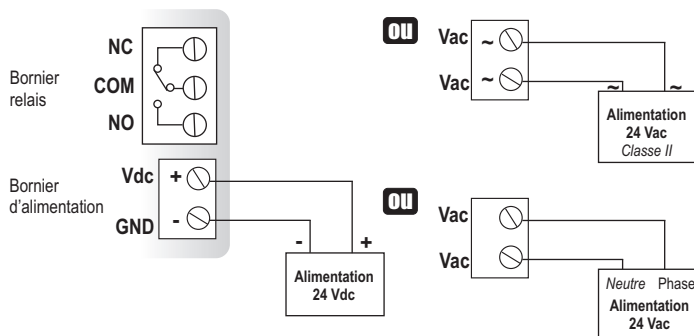 NC
Bornier
relais
COM
NO
Bornier
d'alimentation
Vdc
+
-
GND
- +
Alimentation
24 Vdc
ou
Vac
~
Vac
~
~ ~
Alimentation
24 Vac
Classe II
ou
Vac
Vac
Neutre Phase
Alimentation
24 Vac